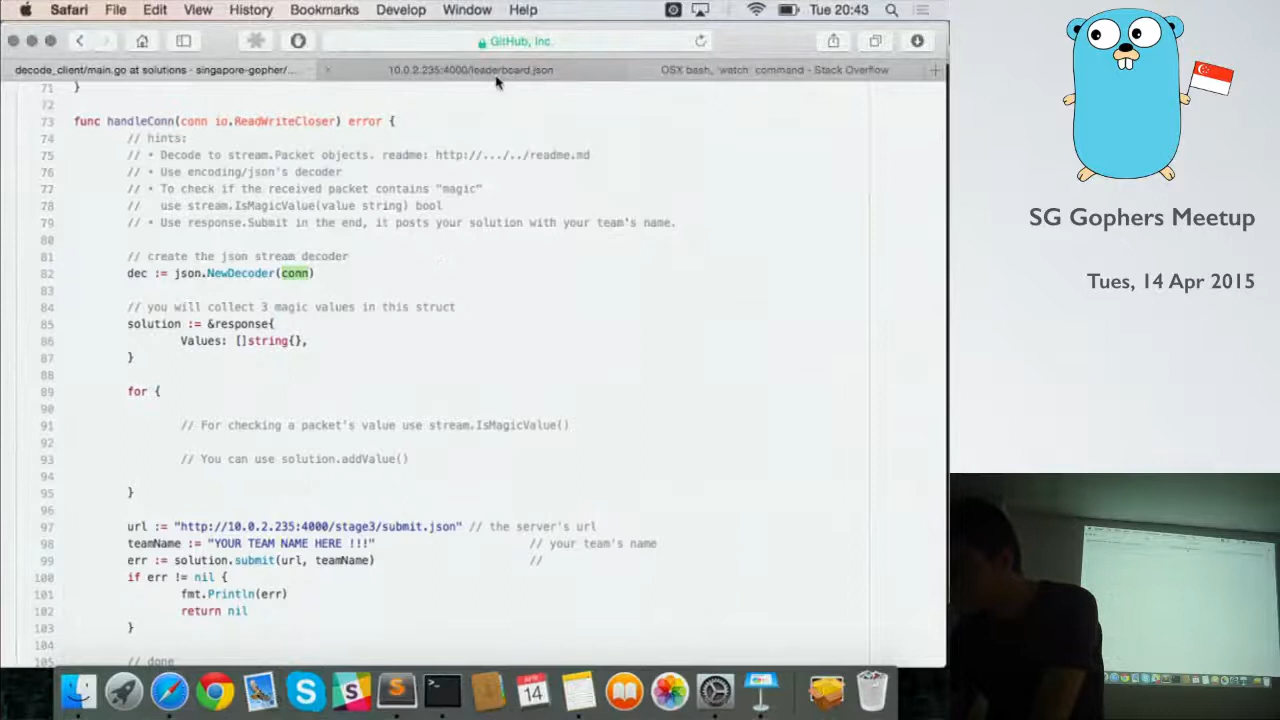 Safari File Edit View History Bookmarks Develop Window Help Tue 20:43
GitHub, Inc.
decode_client/main.go at solutions - singapore-gopher/... 10.0.2.235:4000/leaderboard.json OSX bash, 'watch' command - Stack Overflow
71 }
72
73 func handleConn(conn io.ReadWriteCloser) error {
74 // hints:
75 // • Decode to stream.Packet objects. readme: http://.../../readme.md
76 // • Use encoding/json's decoder
77 // • To check if the received packet contains "magic"
78 // use stream.IsMagicValue(value string) bool
79 // • Use response.Submit in the end, it posts your solution with your team's name.
80
81 // create the json stream decoder
82 dec := json.NewDecoder(conn)
83
84 // you will collect 3 magic values in this struct
85 solution := &response{
86 Values: []string{},
87 }
88
89 for {
90
91 // For checking a packet's value use stream.IsMagicValue()
92
93 // You can use solution.addValue()
94
95 }
96
97 url := "http://10.0.2.235:4000/stage3/submit.json" // the server's url
98 teamName := "YOUR TEAM NAME HERE !!!" // your team's name
99 err := solution.submit(url, teamName) //
100 if err != nil {
101 fmt.Println(err)
102 return nil
103 }
104
105 // done
14
SG Gophers Meetup
Tues, 14 Apr 2015